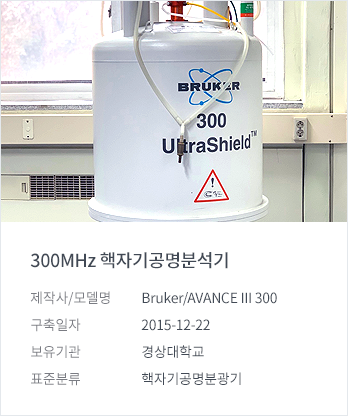 BRUKER
300
UltraShield™
300MHz 핵자기공명분석기
제작사/모델명 Bruker/AVANCE III 300
구축일자 2015-12-22
보유기관 경상대학교
표준분류 핵자기공명분광기